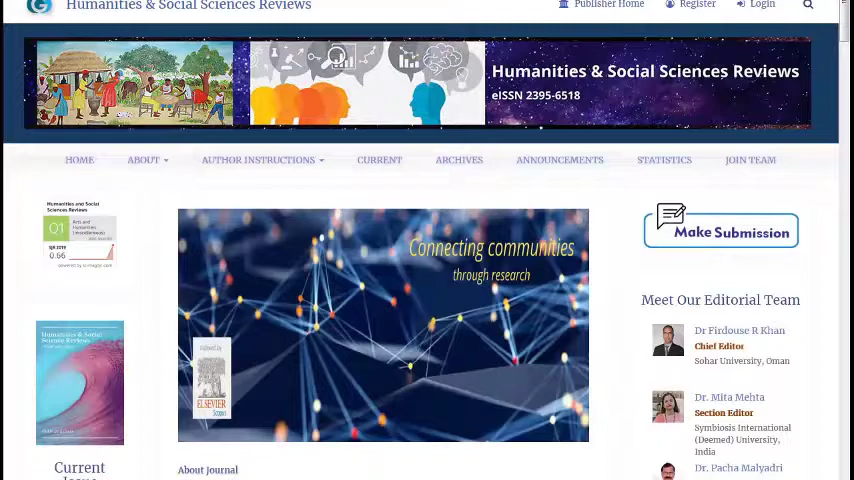 Humanities & Social Sciences Reviews
Publisher Home
Register
Login
Humanities & Social Sciences Reviews
eISSN 2395-6518
HOME
ABOUT
AUTHOR INSTRUCTIONS
CURRENT
ARCHIVES
ANNOUNCEMENTS
STATISTICS
JOIN TEAM
Humanities and Social
Sciences Reviews
Q1
Arts and
Humanities
SJR 2019
0.66
powered by scimagojr.com
Humanities & Social
Science Reviews
Current
Issue
Connecting communities
through research
Indexed by
ELSEVIER
Scopus
About Journal
Make Submission
Meet Our Editorial Team
Dr Firdouse R Khan
Chief Editor
Sohar University, Oman
Dr. Mita Mehta
Section Editor
Symbiosis International
(Deemed) University,
India
Dr. Pacha Malyadri